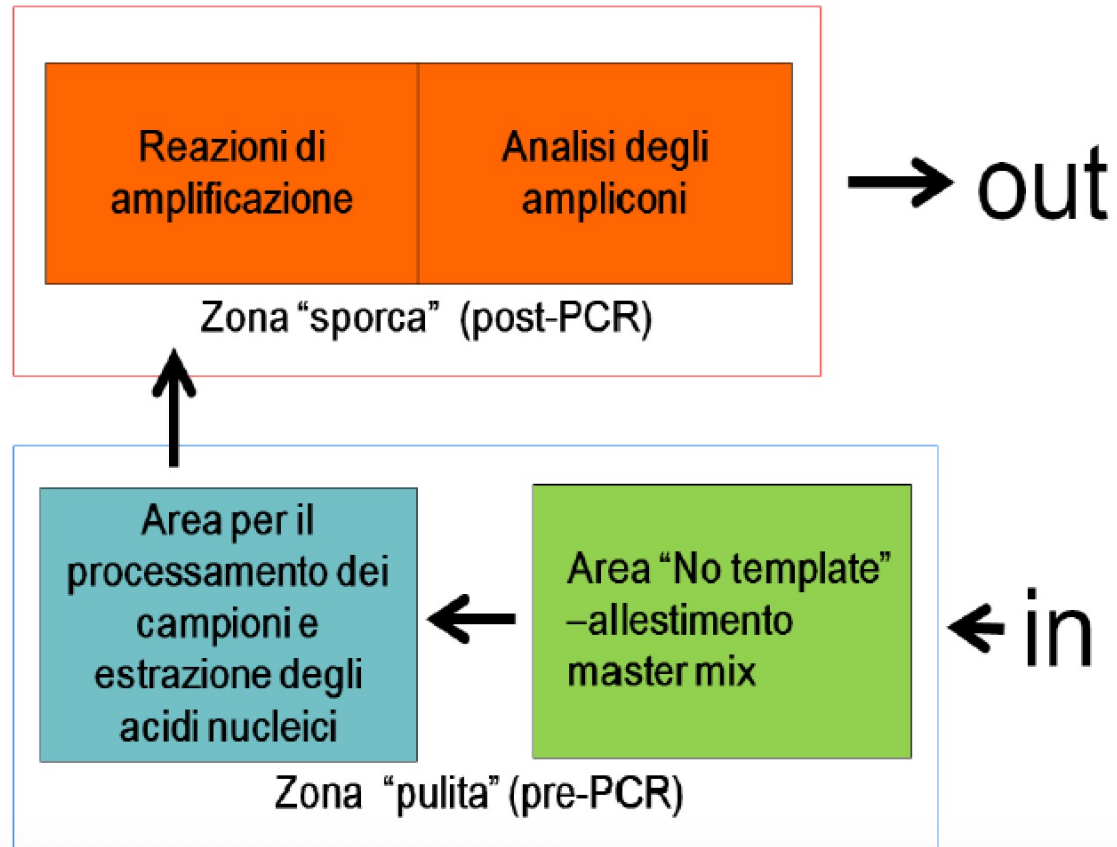 Reazioni di
amplificazione
Analisi degli
ampliconi
out
Zona “sporca”  (post-PCR)
Area per il
processamento dei
campioni e
estrazione degli
acidi nucleici
Area “No template”
–allestimento
master mix
in
Zona  “pulita” (pre-PCR)